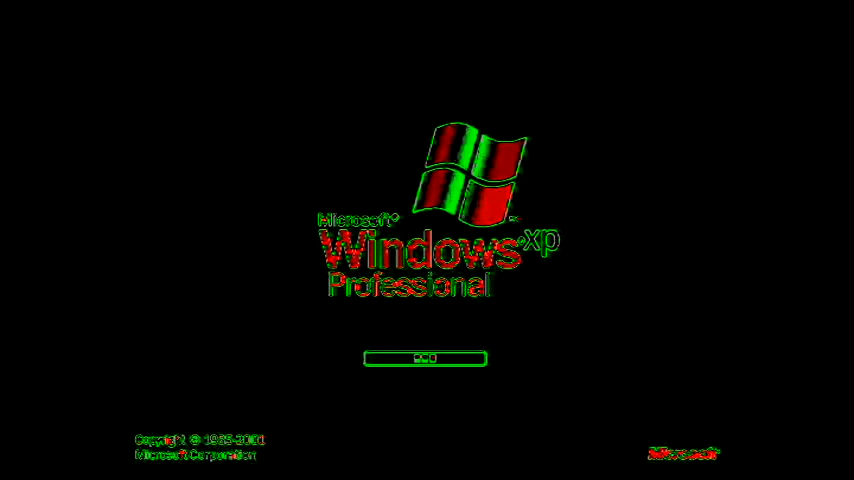 Microsoft®
Windows xp
Professional
Copyright © 1985-2001
Microsoft Corporation
Microsoft